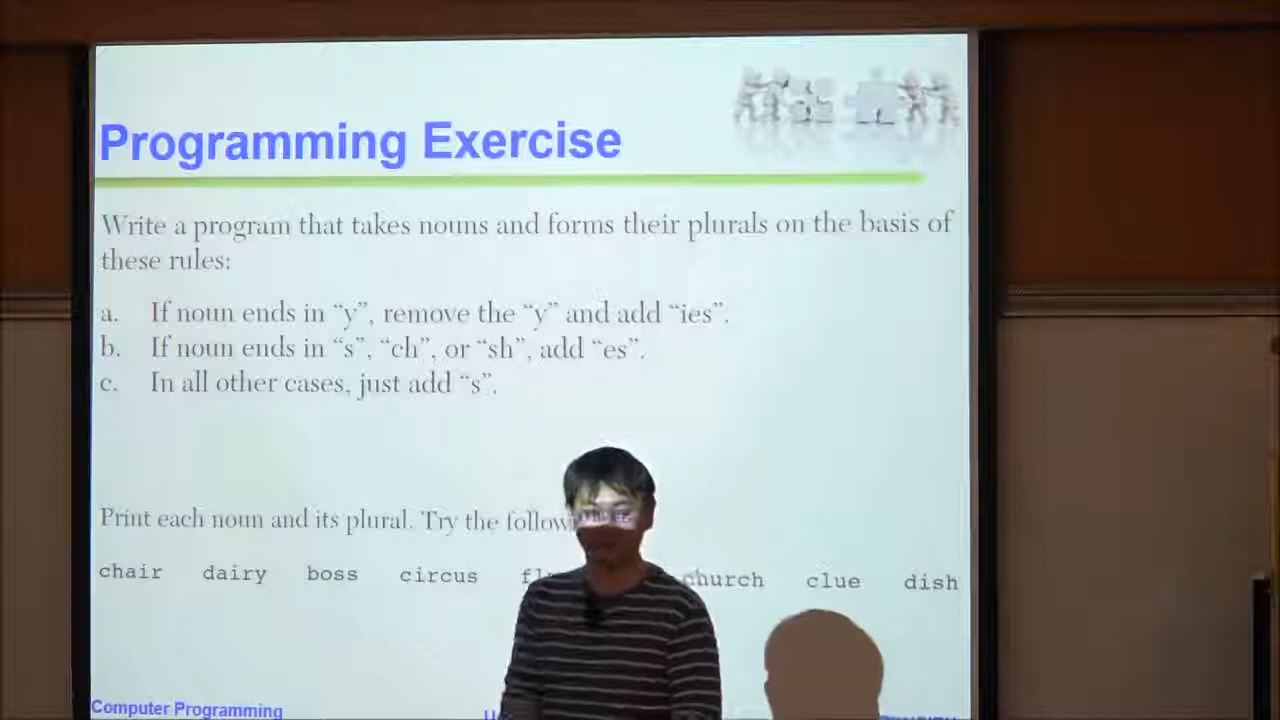 Programming Exercise
Write a program that takes nouns and forms their plurals on the basis of
these rules:
a. If noun ends in “y”, remove the “y” and add “ies”.
b. If noun ends in “s”, “ch”, or “sh”, add “es”.
c. In all other cases, just add “s”.
Print each noun and its plural. Try the
chair dairy boss circus church clue dish
Computer Programming